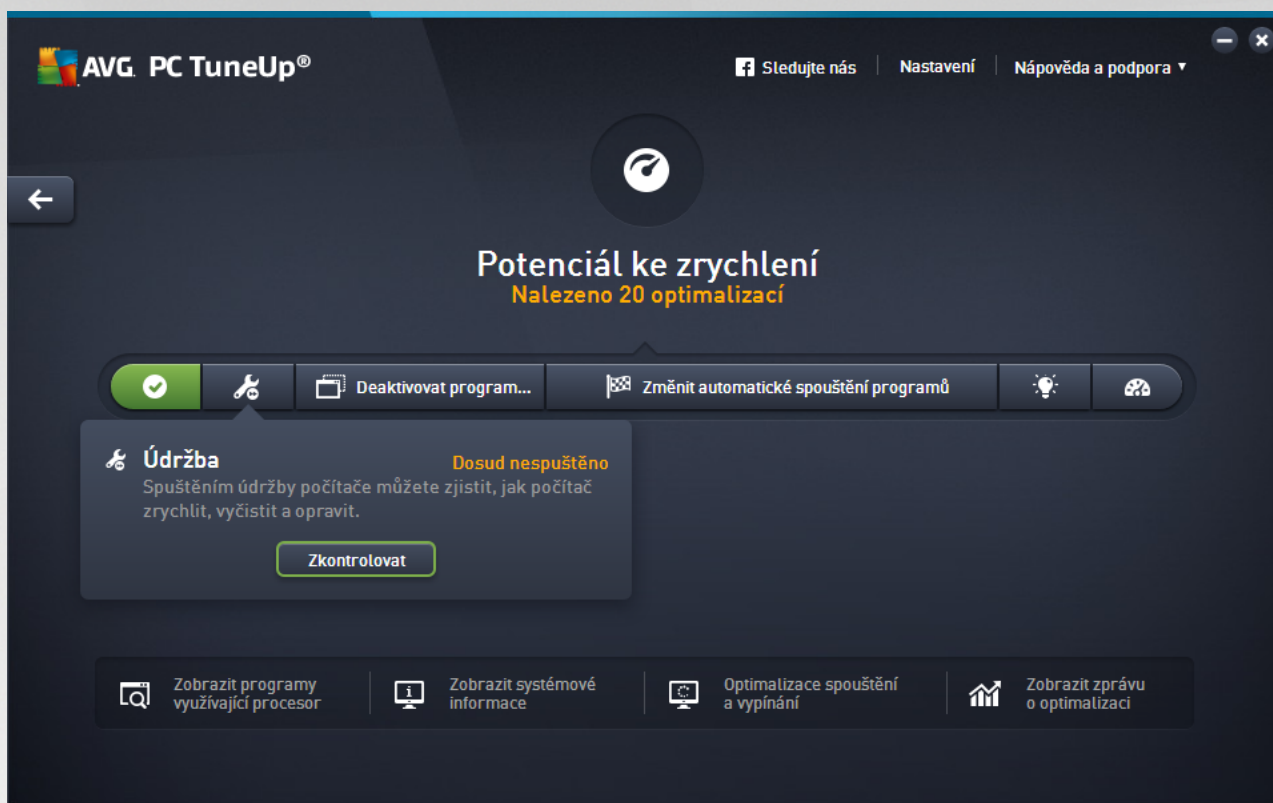 AVG. PC TuneUp®
Sledujte nás
Nastavení
Nápověda a podpora
Potenciál ke zrychlení
Nalezeno 20 optimalizací
Deaktivovat program...
Změnit automatické spouštění programů
Údržba
Dosud nespuštěno
Spuštěním údržby počítače můžete zjistit, jak počítač
zrychlit, vyčistit a opravit.
Zkontrolovat
Zobrazit programy
využívající procesor
Zobrazit systémové
informace
Optimalizace spouštění
a vypínání
Zobrazit zprávu
o optimalizaci